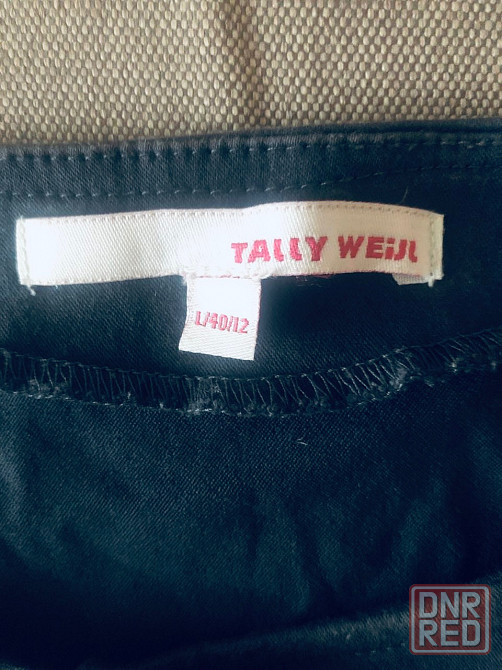 TALLY WEiJL
L/40/12
DNR
RED